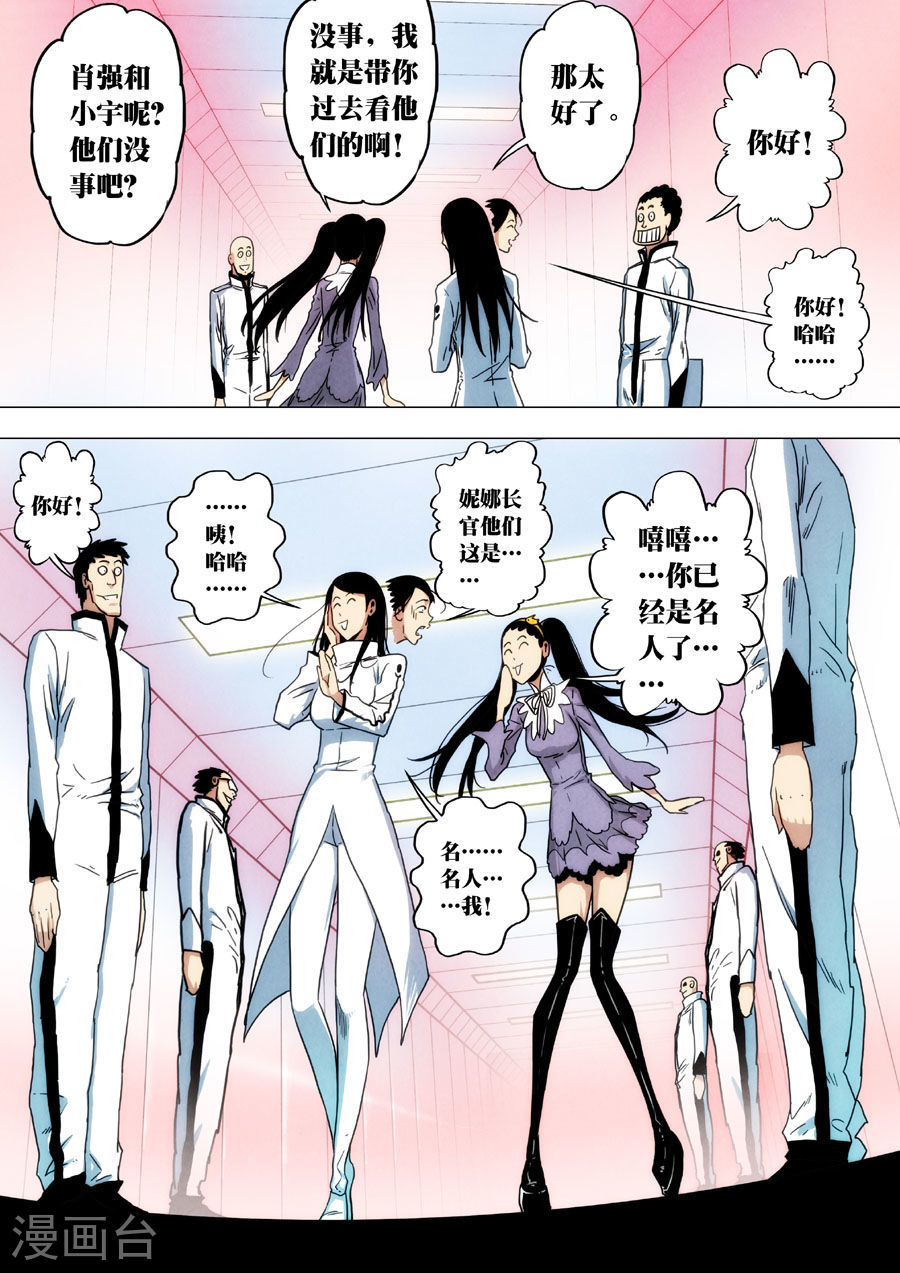 肖强和
小宇呢?
他们没
事吧?
没事,我
就是带你
过去看他
们的啊!
那太
好了。
你好!
你好!
哈哈
……
你好!
……
咦!
哈哈
……
妮娜长
官他们
这是…
…
嘻嘻…
…你已
经是名
人了…
…
名……
名人…
…我!
漫画台